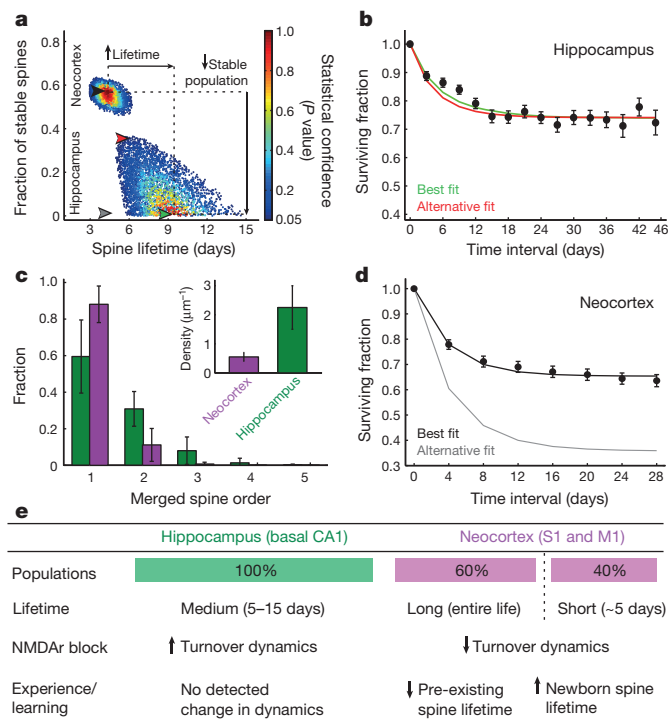 a
Lifetime
Stable
population
Neocortex
Hippocampus
Fraction of stable spines
0.8
0.6
0.4
0.2
0
3
6
9
12
15
Spine lifetime (days)
1.0
0.8
0.6
0.4
0.2
0.05
Statistical confidence
(P value)
b
Hippocampus
Surviving fraction
1.0
0.9
0.8
0.7
0.6
0.5
0.4
Best fit
Alternative fit
0 6 12 18 24 30 36 42 46
Time interval (days)
c
Fraction
1.0
0.8
0.6
0.4
0.2
0
1 2 3 4 5
Merged spine order
Density (μm⁻¹)
3
2
1
0
Neocortex
Hippocampus
d
Neocortex
Surviving fraction
1.0
0.9
0.8
0.7
0.6
0.5
0.4
0.3
Best fit
Alternative fit
0 4 8 12 16 20 24 28
Time interval (days)
e
Hippocampus (basal CA1) Neocortex (S1 and M1)
Populations 100% 60% 40%
Lifetime Medium (5–15 days) Long (entire life) Short (~5 days)
NMDAr block ↑ Turnover dynamics ↓ Turnover dynamics
Experience/ No detected ↓ Pre-existing ↑ Newborn spine
learning change in dynamics spine lifetime lifetime